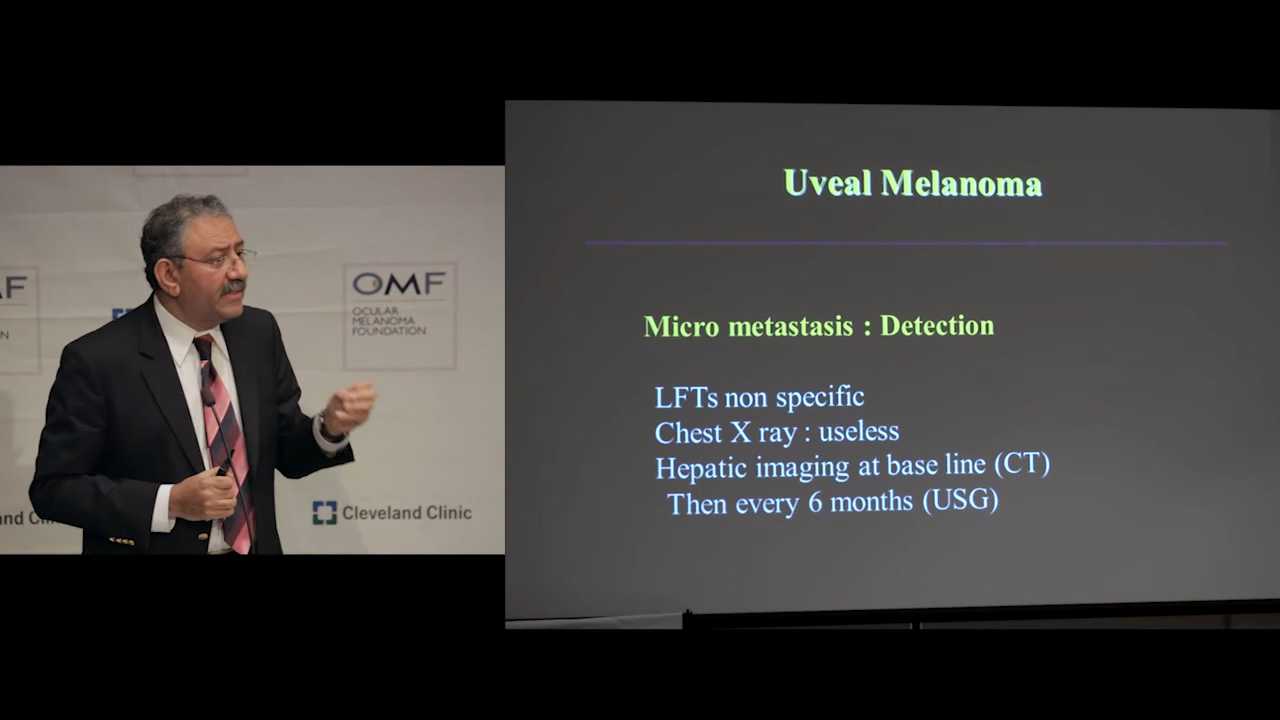 OMF
OCULAR
MELANOMA
FOUNDATION
Cleveland Clinic
Uveal Melanoma
Micro metastasis : Detection
LFTs non specific
Chest X ray : useless
Hepatic imaging at base line (CT)
Then every 6 months (USG)